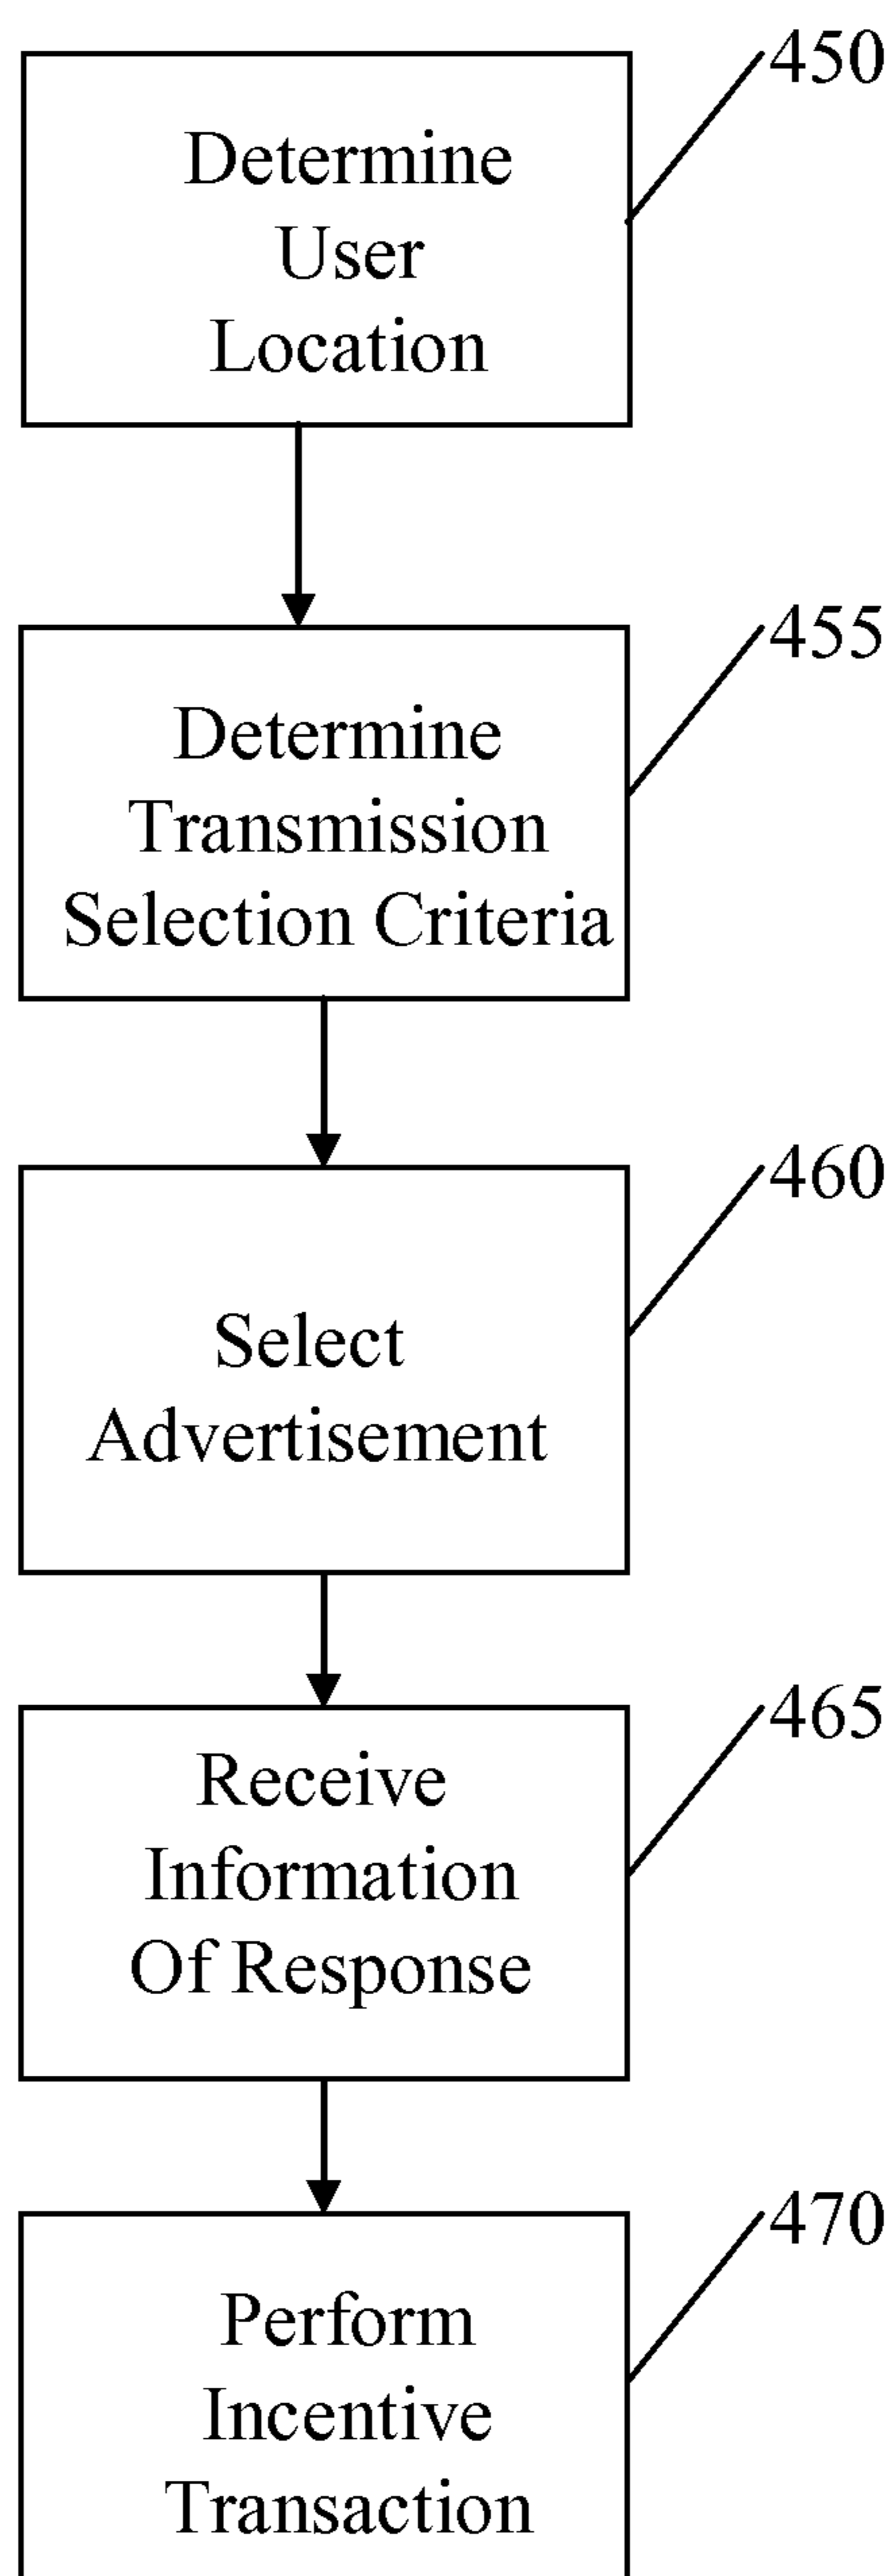 450
Determine
User
Location
455
Determine
Transmission
Selection Criteria
460
Select
Advertisement
465
Receive
Information
Of Response
470
Perform
Incentive
Transaction